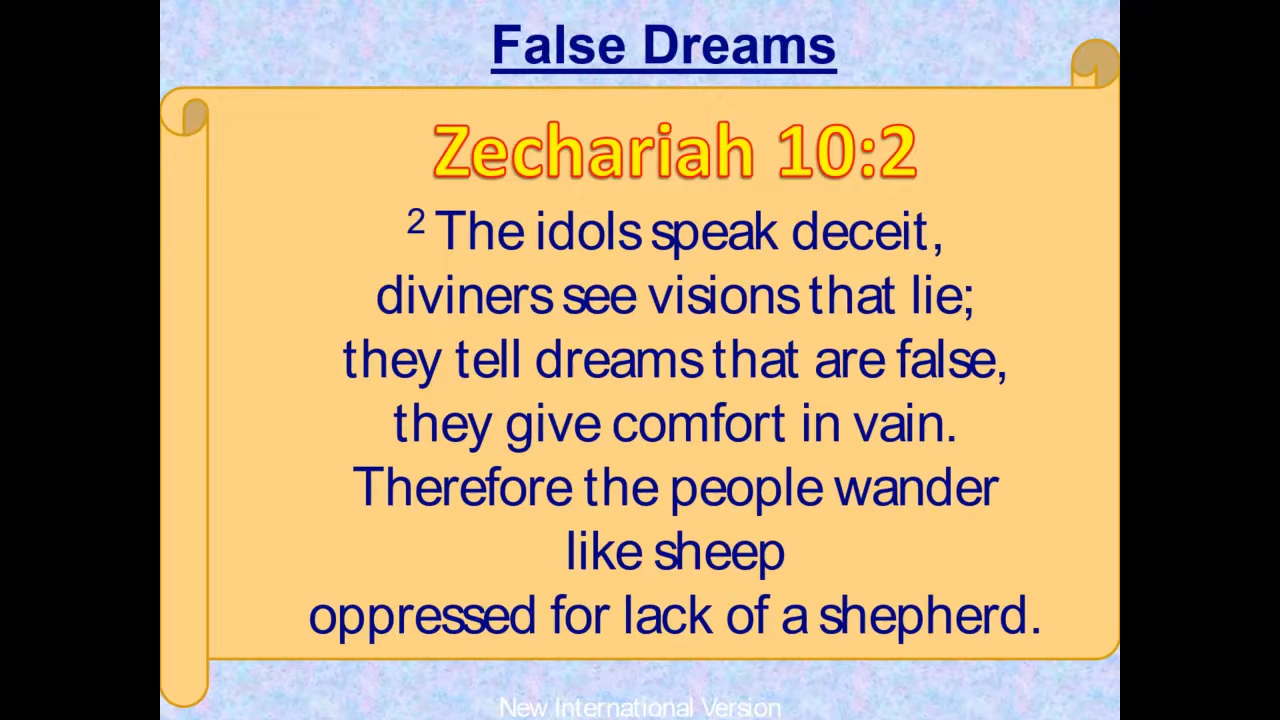 False Dreams
Zechariah 10:2
² The idols speak deceit,
diviners see visions that lie;
they tell dreams that are false,
they give comfort in vain.
Therefore the people wander
like sheep
oppressed for lack of a shepherd.
New International Version